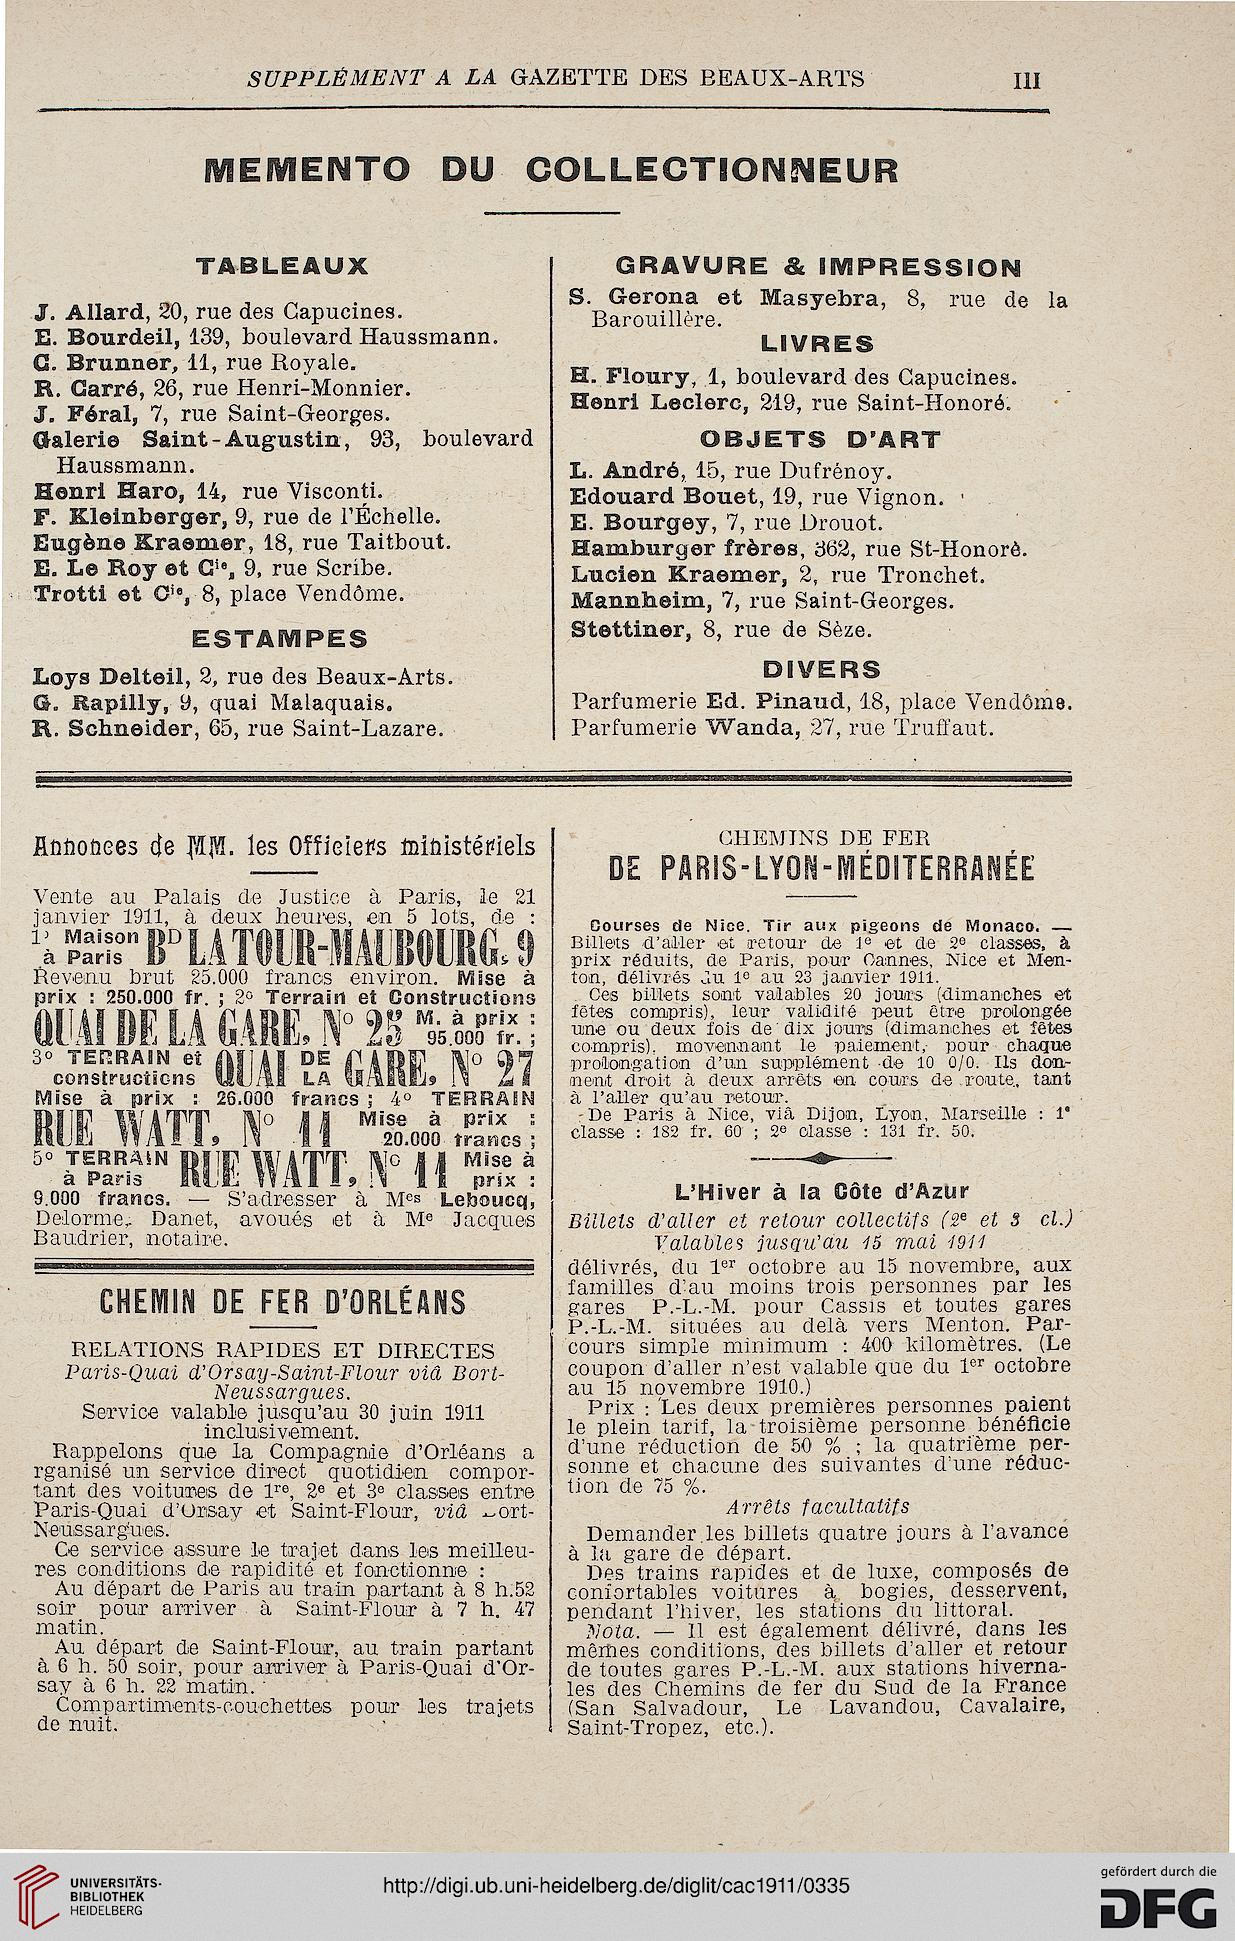 SUPPLÉMENT A LA GAZETTE DES BEAUX-ARTS III
MEMENTO DU COLLECTIONNEUR
TABLEAUX
J. Allard, 20, rue des Capucines.
E. Bourdeil, 139, boulevard Haussmann.
C. Brunner, 11, rue Royale.
R. Carré, 26, rue Henri-Monnier.
J. Féral, 7, rue Saint-Georges.
Galerie Saint-Augustin, 93, boulevard
Haussmann.
Henri Haro, 14, rue Visconti.
F. Kleinberger, 9, rue de l'Échelle.
Eugène Kraemer, 18, rue Taitbout.
E. Le Roy et Cie, 9, rue Scribe.
Trotti et Cie, 8, place Vendôme.
ESTAMPES
Loys Delteil, 2, rue des Beaux-Arts.
G. Rapilly, 9, quai Malaquais.
R. Schneider, 65, rue Saint-Lazare.
GRAVURE & IMPRESSION
S. Gerona et Masyebra, 8, rue de la
Barouillère.
LIVRES
H. Floury, 1, boulevard des Capucines.
Henri Leclerc, 219, rue Saint-Honoré.
OBJETS D'ART
L. André, 15, rue Dufrénoy.
Edouard Bouet, 19, rue Vignon.
E. Bourgey, 7, rue Drouot.
Hamburger frères, 362, rue St-Honoré.
Lucien Kraemer, 2, rue Tronchet.
Mannheim, 7, rue Saint-Georges.
Stettiner, 8, rue de Sèze.
DIVERS
Parfumerie Ed. Pinaud, 18, place Vendôme.
Parfumerie Wanda, 27, rue Truffaut.
Annonces de MM. les Officiers ministériels
Vente au Palais de Justice à Paris, le 21
janvier 1911, à deux heures, en 5 lots, de :
1° Maison à Paris BD LATOUR-MAUBOURG, 9
Revenu brut 25.000 francs environ. Mise à
prix : 250.000 fr. ; 2° Terrain et Constructions
QUAI DE LA GARE, No 25 M. à prix : 95.000 fr. ;
3° TERRAIN et constructions QUAI DE LA GARE, No 27
Mise à prix : 26.000 francs ; 4° TERRAIN
RUE WATT, No 11 Mise à prix : 20.000 francs ;
5° TERRAIN à Paris RUE WATT, No 11 Mise à prix :
9.000 francs. — S'adresser à Mes Leboucq,
Delorme, Danet, avoués et à Me Jacques
Baudrier, notaire.
CHEMIN DE FER D'ORLÉANS
RELATIONS RAPIDES ET DIRECTES
Paris-Quai d'Orsay-Saint-Flour viâ Bort-
Neussargues.
Service valable jusqu'au 30 juin 1911
inclusivement.
Rappelons que la Compagnie d'Orléans a
rganisé un service direct quotidien compor-
tant des voitures de 1re, 2e et 3e classes entre
Paris-Quai d'Orsay et Saint-Flour, viâ ort-
Neussargues.
Ce service assure le trajet dans les meilleu-
res conditions de rapidité et fonctionne :
Au départ de Paris au train partant à 8 h.52
soir pour arriver à Saint-Flour à 7 h. 47
matin.
Au départ de Saint-Flour, au train partant
à 6 h. 50 soir, pour arriver à Paris-Quai d'Or-
say à 6 h. 22 matin.
Compartiments-couchettes pour les trajets
de nuit.
CHEMINS DE FER
DE PARIS-LYON-MÉDITERRANÉE
Courses de Nice. Tir aux pigeons de Monaco. —
Billets d'aller et retour de 1e et de 2e classes, à
prix réduits, de Paris, pour Cannes, Nice et Men-
ton, délivrés du 1e au 23 janvier 1911.
Ces billets sont valables 20 jours (dimanches et
fêtes compris), leur validité peut être prolongée
une ou deux fois de dix jours (dimanches et fêtes
compris), moyennant le paiement, pour chaque
prolongation d'un supplément de 10 0/0. Ils don-
nent droit à deux arrêts en cours de route, tant
à l'aller qu'au retour.
De Paris à Nice, viâ Dijon, Lyon, Marseille : 1e
classe : 182 fr. 60 ; 2e classe : 131 fr. 50.
L'Hiver à la Côte d'Azur
Billets d'aller et retour collectifs (2e et 3 cl.)
Valables jusqu'au 15 mai 1911
délivrés, du 1er octobre au 15 novembre, aux
familles d'au moins trois personnes par les
gares P.-L.-M. pour Cassis et toutes gares
P.-L.-M. situées au delà vers Menton. Par-
cours simple minimum : 400 kilomètres. (Le
coupon d'aller n'est valable que du 1er octobre
au 15 novembre 1910.)
Prix : Les deux premières personnes paient
le plein tarif, la troisième personne bénéficie
d'une réduction de 50 % ; la quatrième per-
sonne et chacune des suivantes d'une réduc-
tion de 75 %.
Arrêts facultatifs
Demander les billets quatre jours à l'avance
à la gare de départ.
Des trains rapides et de luxe, composés de
confortables voitures à bogies, desservent,
pendant l'hiver, les stations du littoral.
Nota. — Il est également délivré, dans les
mêmes conditions, des billets d'aller et retour
de toutes gares P.-L.-M. aux stations hiverna-
les des Chemins de fer du Sud de la France
(San Salvadour, Le Lavandou, Cavalaire,
Saint-Tropez, etc.).
UNIVERSITÄTS-
BIBLIOTHEK
HEIDELBERG
http://digi.ub.uni-heidelberg.de/diglit/cac1911/0335
gefördert durch die
DFG